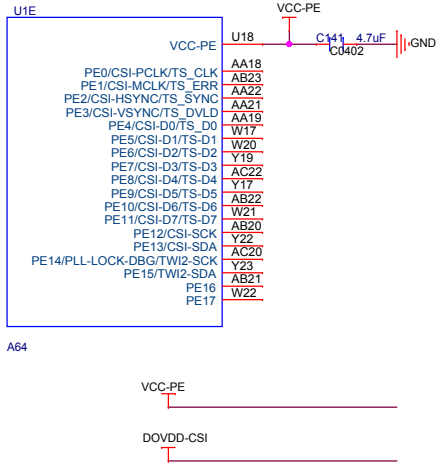 U1E
VCC-PE
VCC-PE U18 C141 4.7uF GND
C0402
PE0/CSI-PCLK/TS_CLK AA18
PE1/CSI-MCLK/TS_ERR AB23
PE2/CSI-HSYNC/TS_SYNC AA22
PE3/CSI-VSYNC/TS_DVLD AA21
PE4/CSI-D0/TS_D0 AA19
PE5/CSI-D1/TS-D1 W17
PE6/CSI-D2/TS-D2 W20
PE7/CSI-D3/TS-D3 Y19
PE8/CSI-D4/TS-D4 AC22
PE9/CSI-D5/TS-D5 Y17
PE10/CSI-D6/TS-D6 AB22
PE11/CSI-D7/TS-D7 W21
PE12/CSI-SCK AB20
PE13/CSI-SDA Y22
PE14/PLL-LOCK-DBG/TWI2-SCK AC20
PE15/TWI2-SDA Y23
PE16 AB21
PE17 W22
A64
VCC-PE
DOVDD-CSI